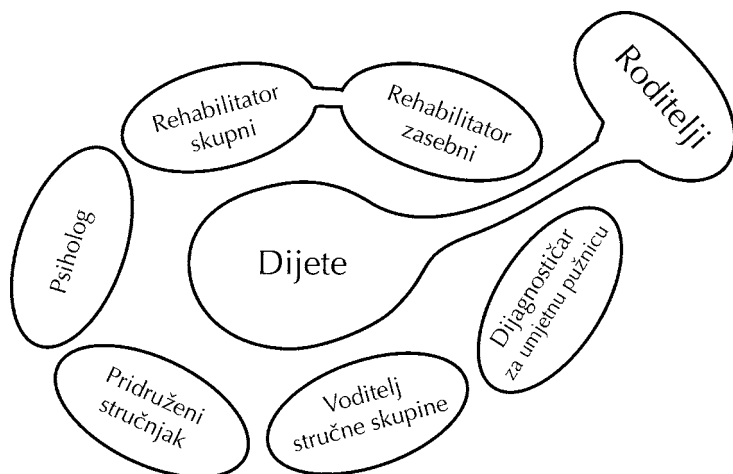 Roditelji
Rehabilitator
skupni
Rehabilitator
zasebni
Psiholog
Dijete
Dijagnostičar
za umjetnu pužnicu
Pridruženi
stručnjak
Voditelj
stručne skupine